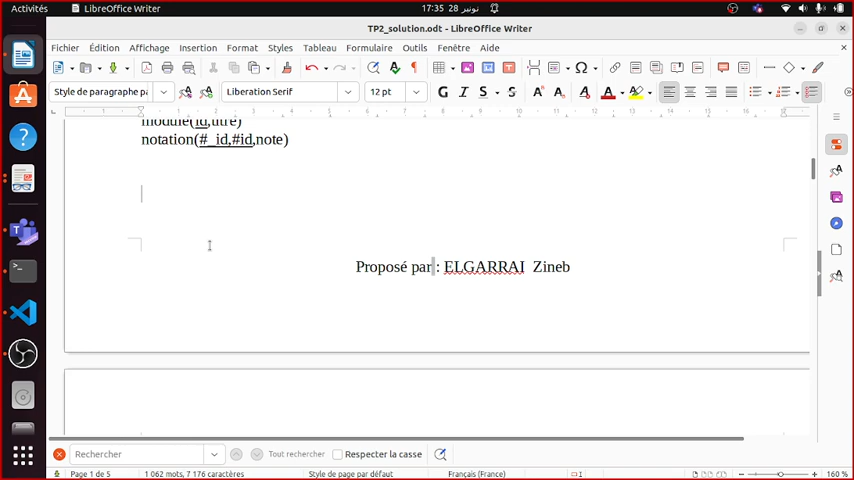 Activités LibreOffice Writer 17:35 28 نونبر
TP2_solution.odt - LibreOffice Writer
Fichier Édition Affichage Insertion Format Styles Tableau Formulaire Outils Fenêtre Aide
Style de paragraphe pa Liberation Serif 12 pt G I S S A
module(id,titre)
notation(#_id,#id,note)
Proposé par : ELGARRAI Zineb
Rechercher Tout rechercher Respecter la casse
Page 1 de 5 1 062 mots, 7 176 caractères Style de page par défaut Français (France) 160 %